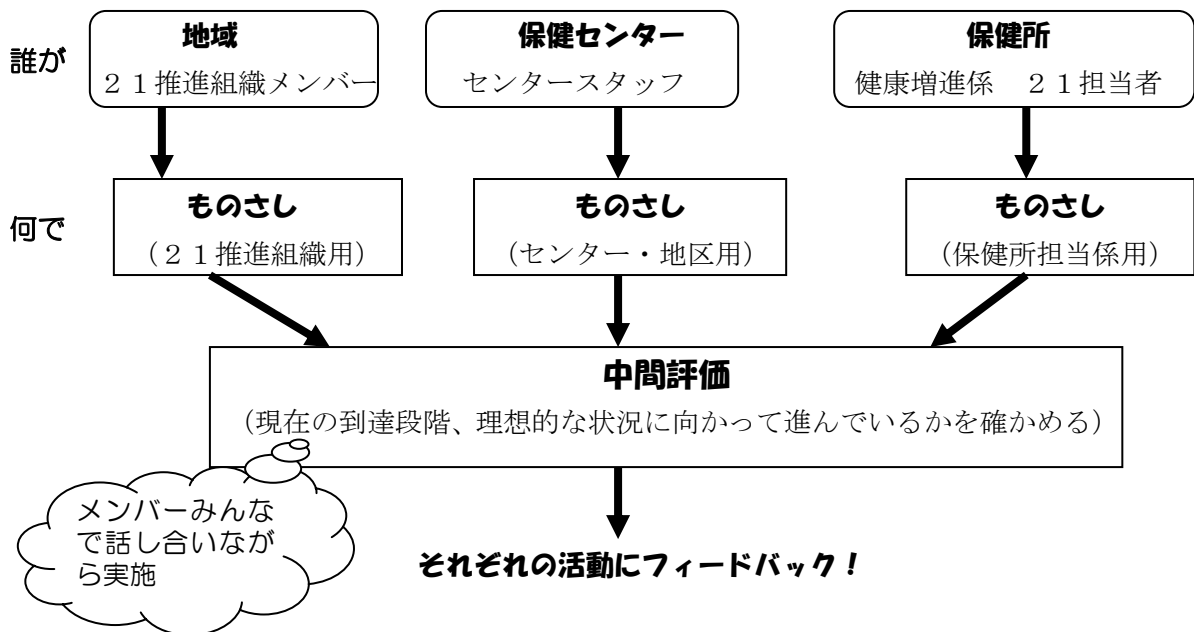 誰が
地域
21推進組織メンバー
保健センター
センタースタッフ
保健所
健康増進係 21担当者
何で
ものさし
(21推進組織用)
ものさし
(センター・地区用)
ものさし
(保健所担当係用)
中間評価
(現在の到達段階、理想的な状況に向かって進んでいるかを確かめる)
メンバーみんな
で話し合いなが
ら実施
それぞれの活動にフィードバック!